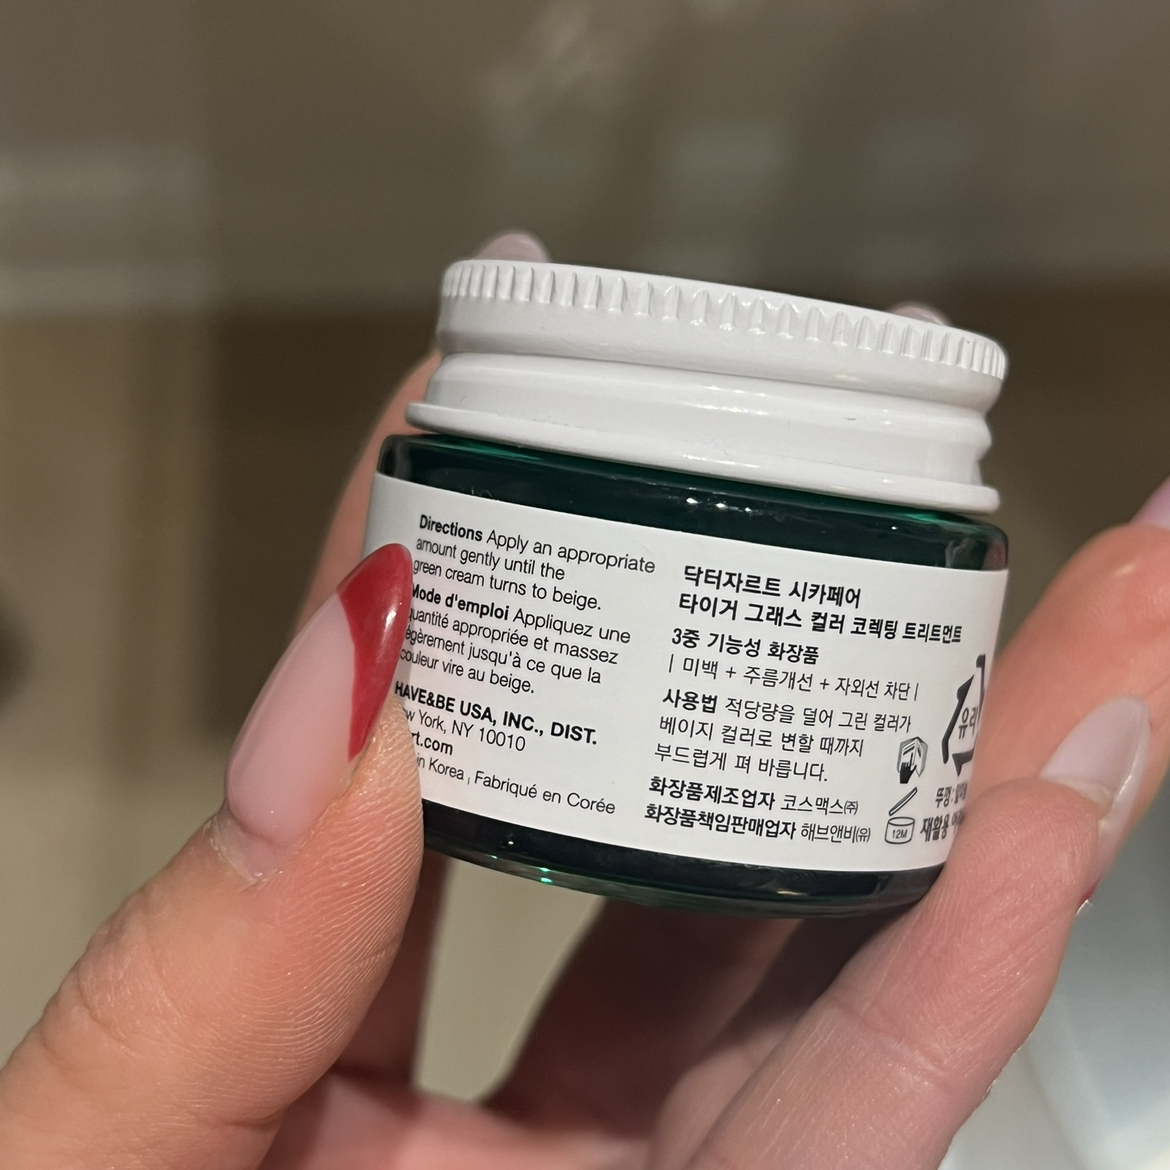 Directions Apply an appropriate
amount gently until the
green cream turns to beige.
Mode d'emploi Appliquez une
quantité appropriée et massez
légèrement jusqu'à ce que la
couleur vire au beige.
HAVE&BE USA, INC., DIST.
New York, NY 10010
rt.com
in Korea, Fabriqué en Corée
닥터자르트 시카페어
타이거 그래스 컬러 코렉팅 트리트먼트
3중 기능성 화장품
| 미백 + 주름개선 + 자외선 차단 |
사용법 적당량을 덜어 그린 컬러가
베이지 컬러로 변할 때까지
부드럽게 펴 바릅니다.
화장품제조업자 코스맥스㈜
화장품책임판매업자 해브앤비(유)
유리
뚜껑:
12M
재활용